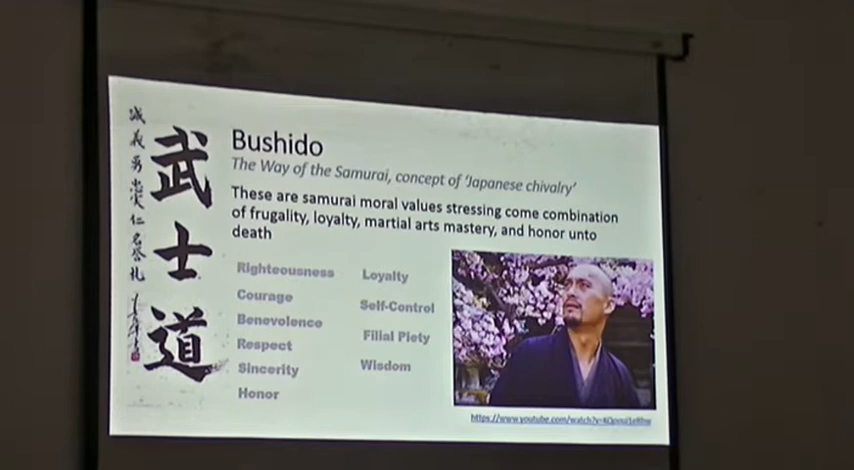 Bushido
The Way of the Samurai, concept of 'Japanese chivalry'
These are samurai moral values stressing come combination
of frugality, loyalty, martial arts mastery, and honor unto
death
Righteousness
Courage
Benevolence
Respect
Sincerity
Honor
Loyalty
Self-Control
Filial Piety
Wisdom
武士道
誠義勇忠実仁名誉礼